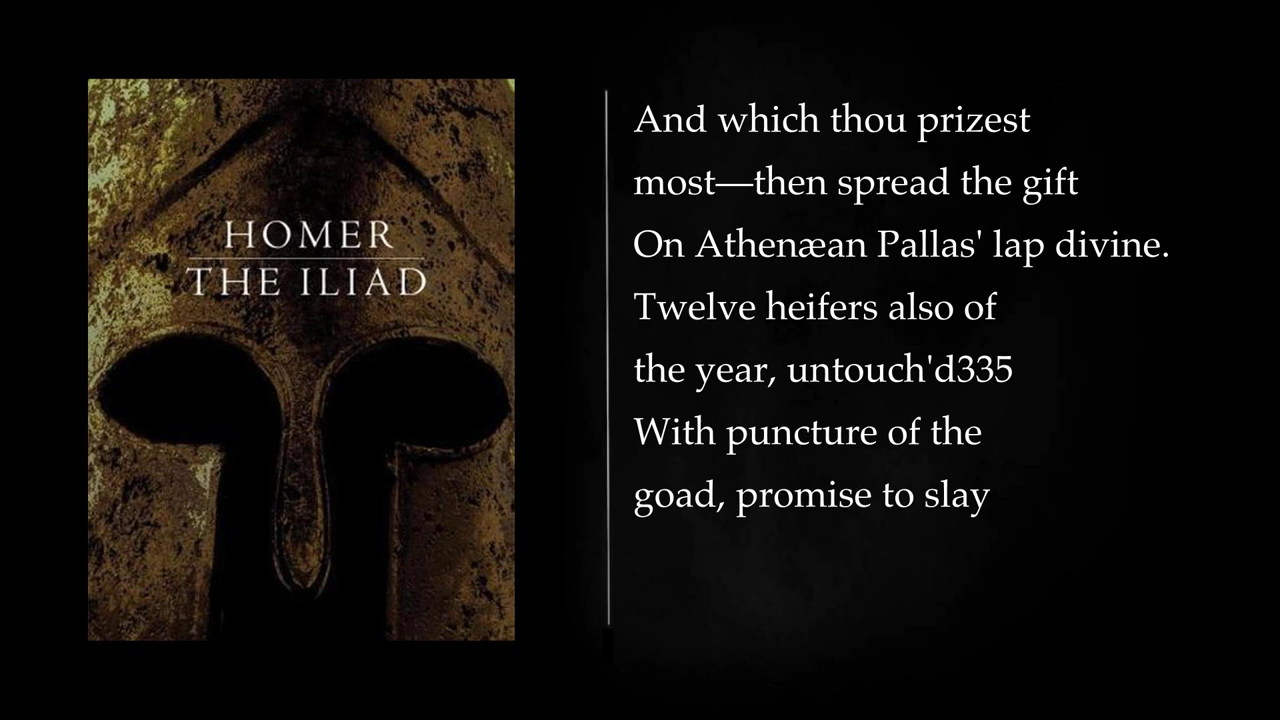 HOMER
THE ILIAD
And which thou prizest
most—then spread the gift
On Athenæan Pallas' lap divine.
Twelve heifers also of
the year, untouch'd335
With puncture of the
goad, promise to slay